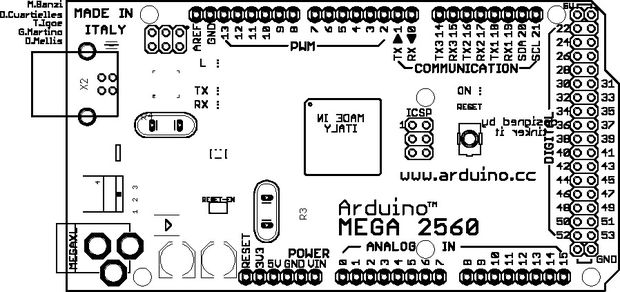 M.Banzi
D.Cuartielles
T.Igoe
G.Martino
D.Mellis
MADE IN
ITALY
X2
AREF
GND
13
12
11
10
9
8
7
6
5
4
3
2
TX ▶ 1
RX ◀ 0
PWM
TX3 14
RX3 15
TX2 16
RX2 17
TX1 18
RX1 19
SDA 20
SCL 21
COMMUNICATION
5V
22
24
26
28
30 31
32 33
34 35
36 37
38 39
40 41
42 43
44 45
46 47
48 49
50 51
52 53
GND
DIGITAL
L :
TX :
RX :
ON :
RESET
ICSP
1
MADE IN
ITALY
designed by
tinker it
www.arduino.cc
4
1 2 3
RESET-EN
R3
Arduino™
MEGA 2560
MEGAXL
RESET
3V3
5V
GND
VIN
POWER
ANALOG IN
0
1
2
3
4
5
6
7
8
9
10
11
12
13
14
15